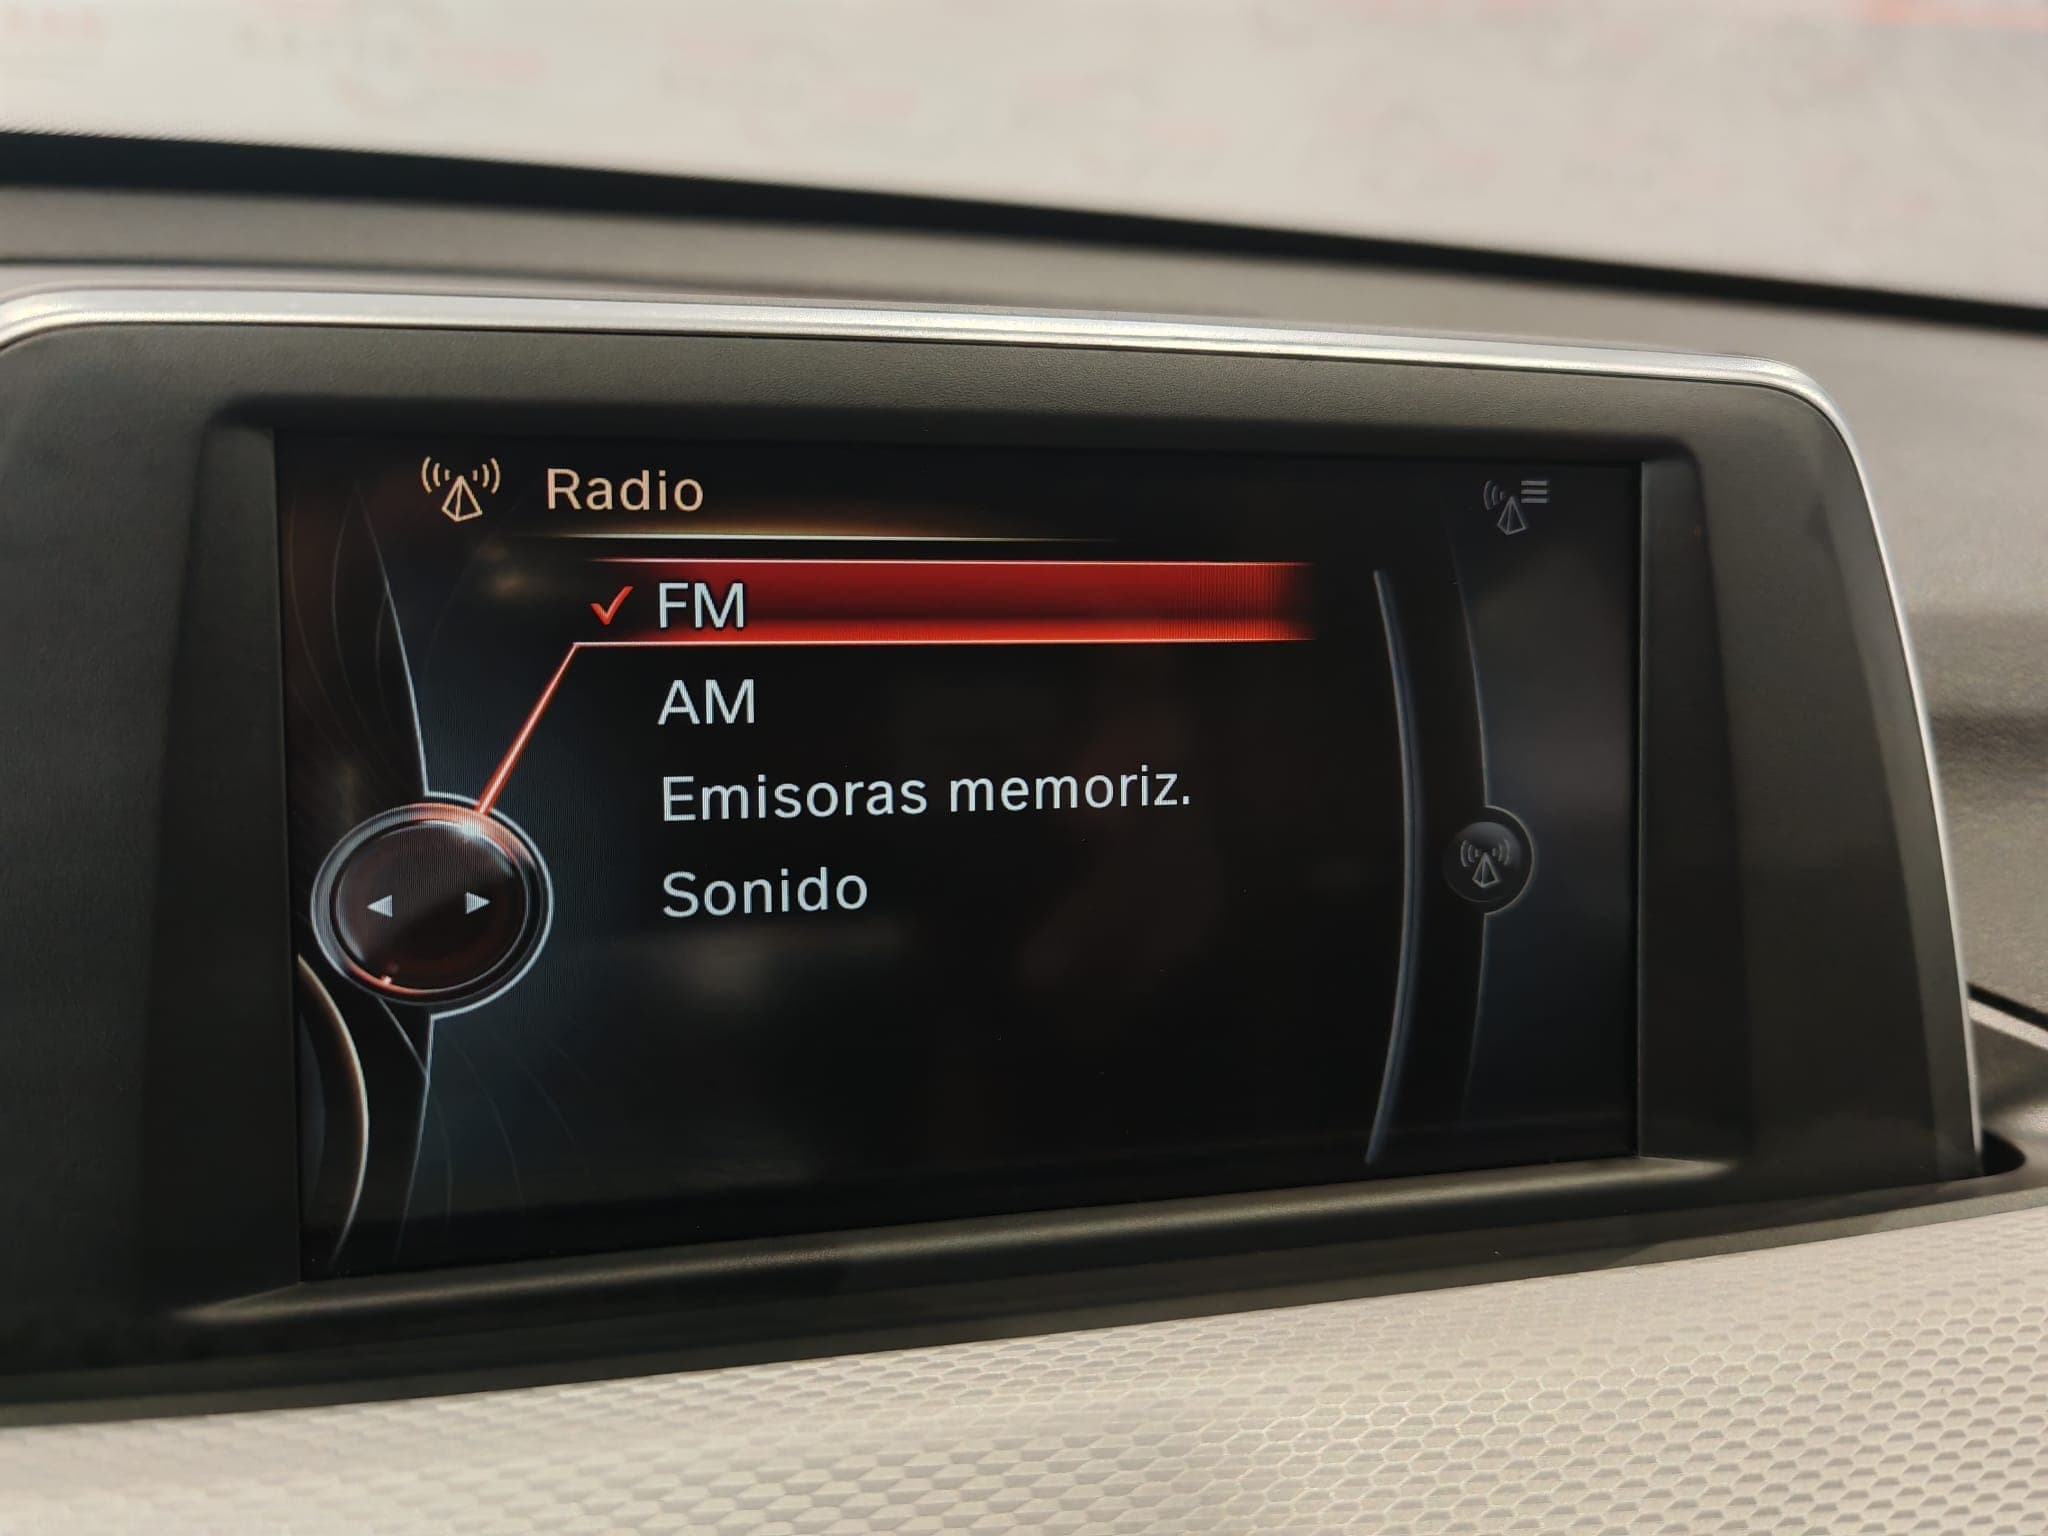 Radio
FM
AM
Emisoras memoriz.
Sonido